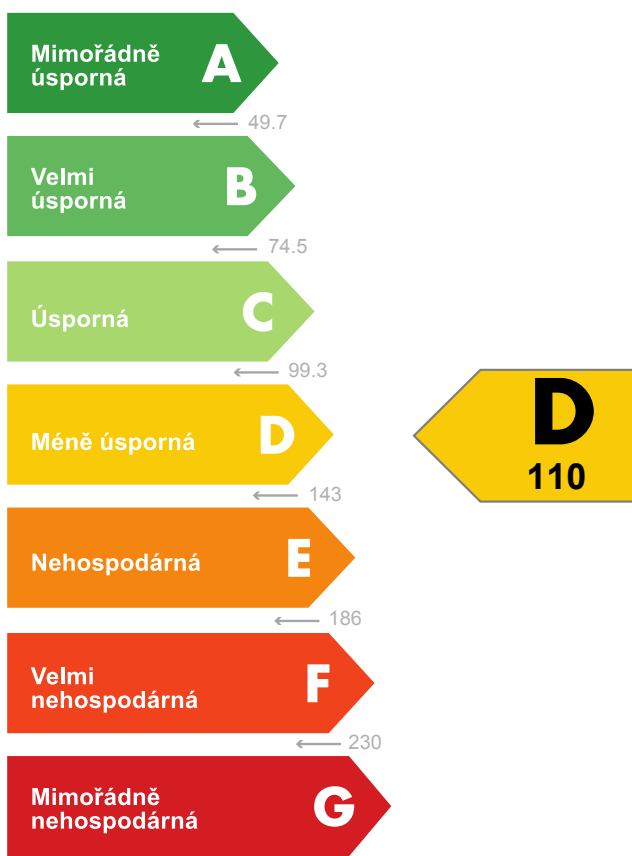 Mimořádně
úsporná
A
← 49.7
Velmi
úsporná
B
← 74.5
Úsporná
C
← 99.3
Méně úsporná
D
← 143
D
110
Nehospodárná
E
← 186
Velmi
nehospodárná
F
← 230
Mimořádně
nehospodárná
G